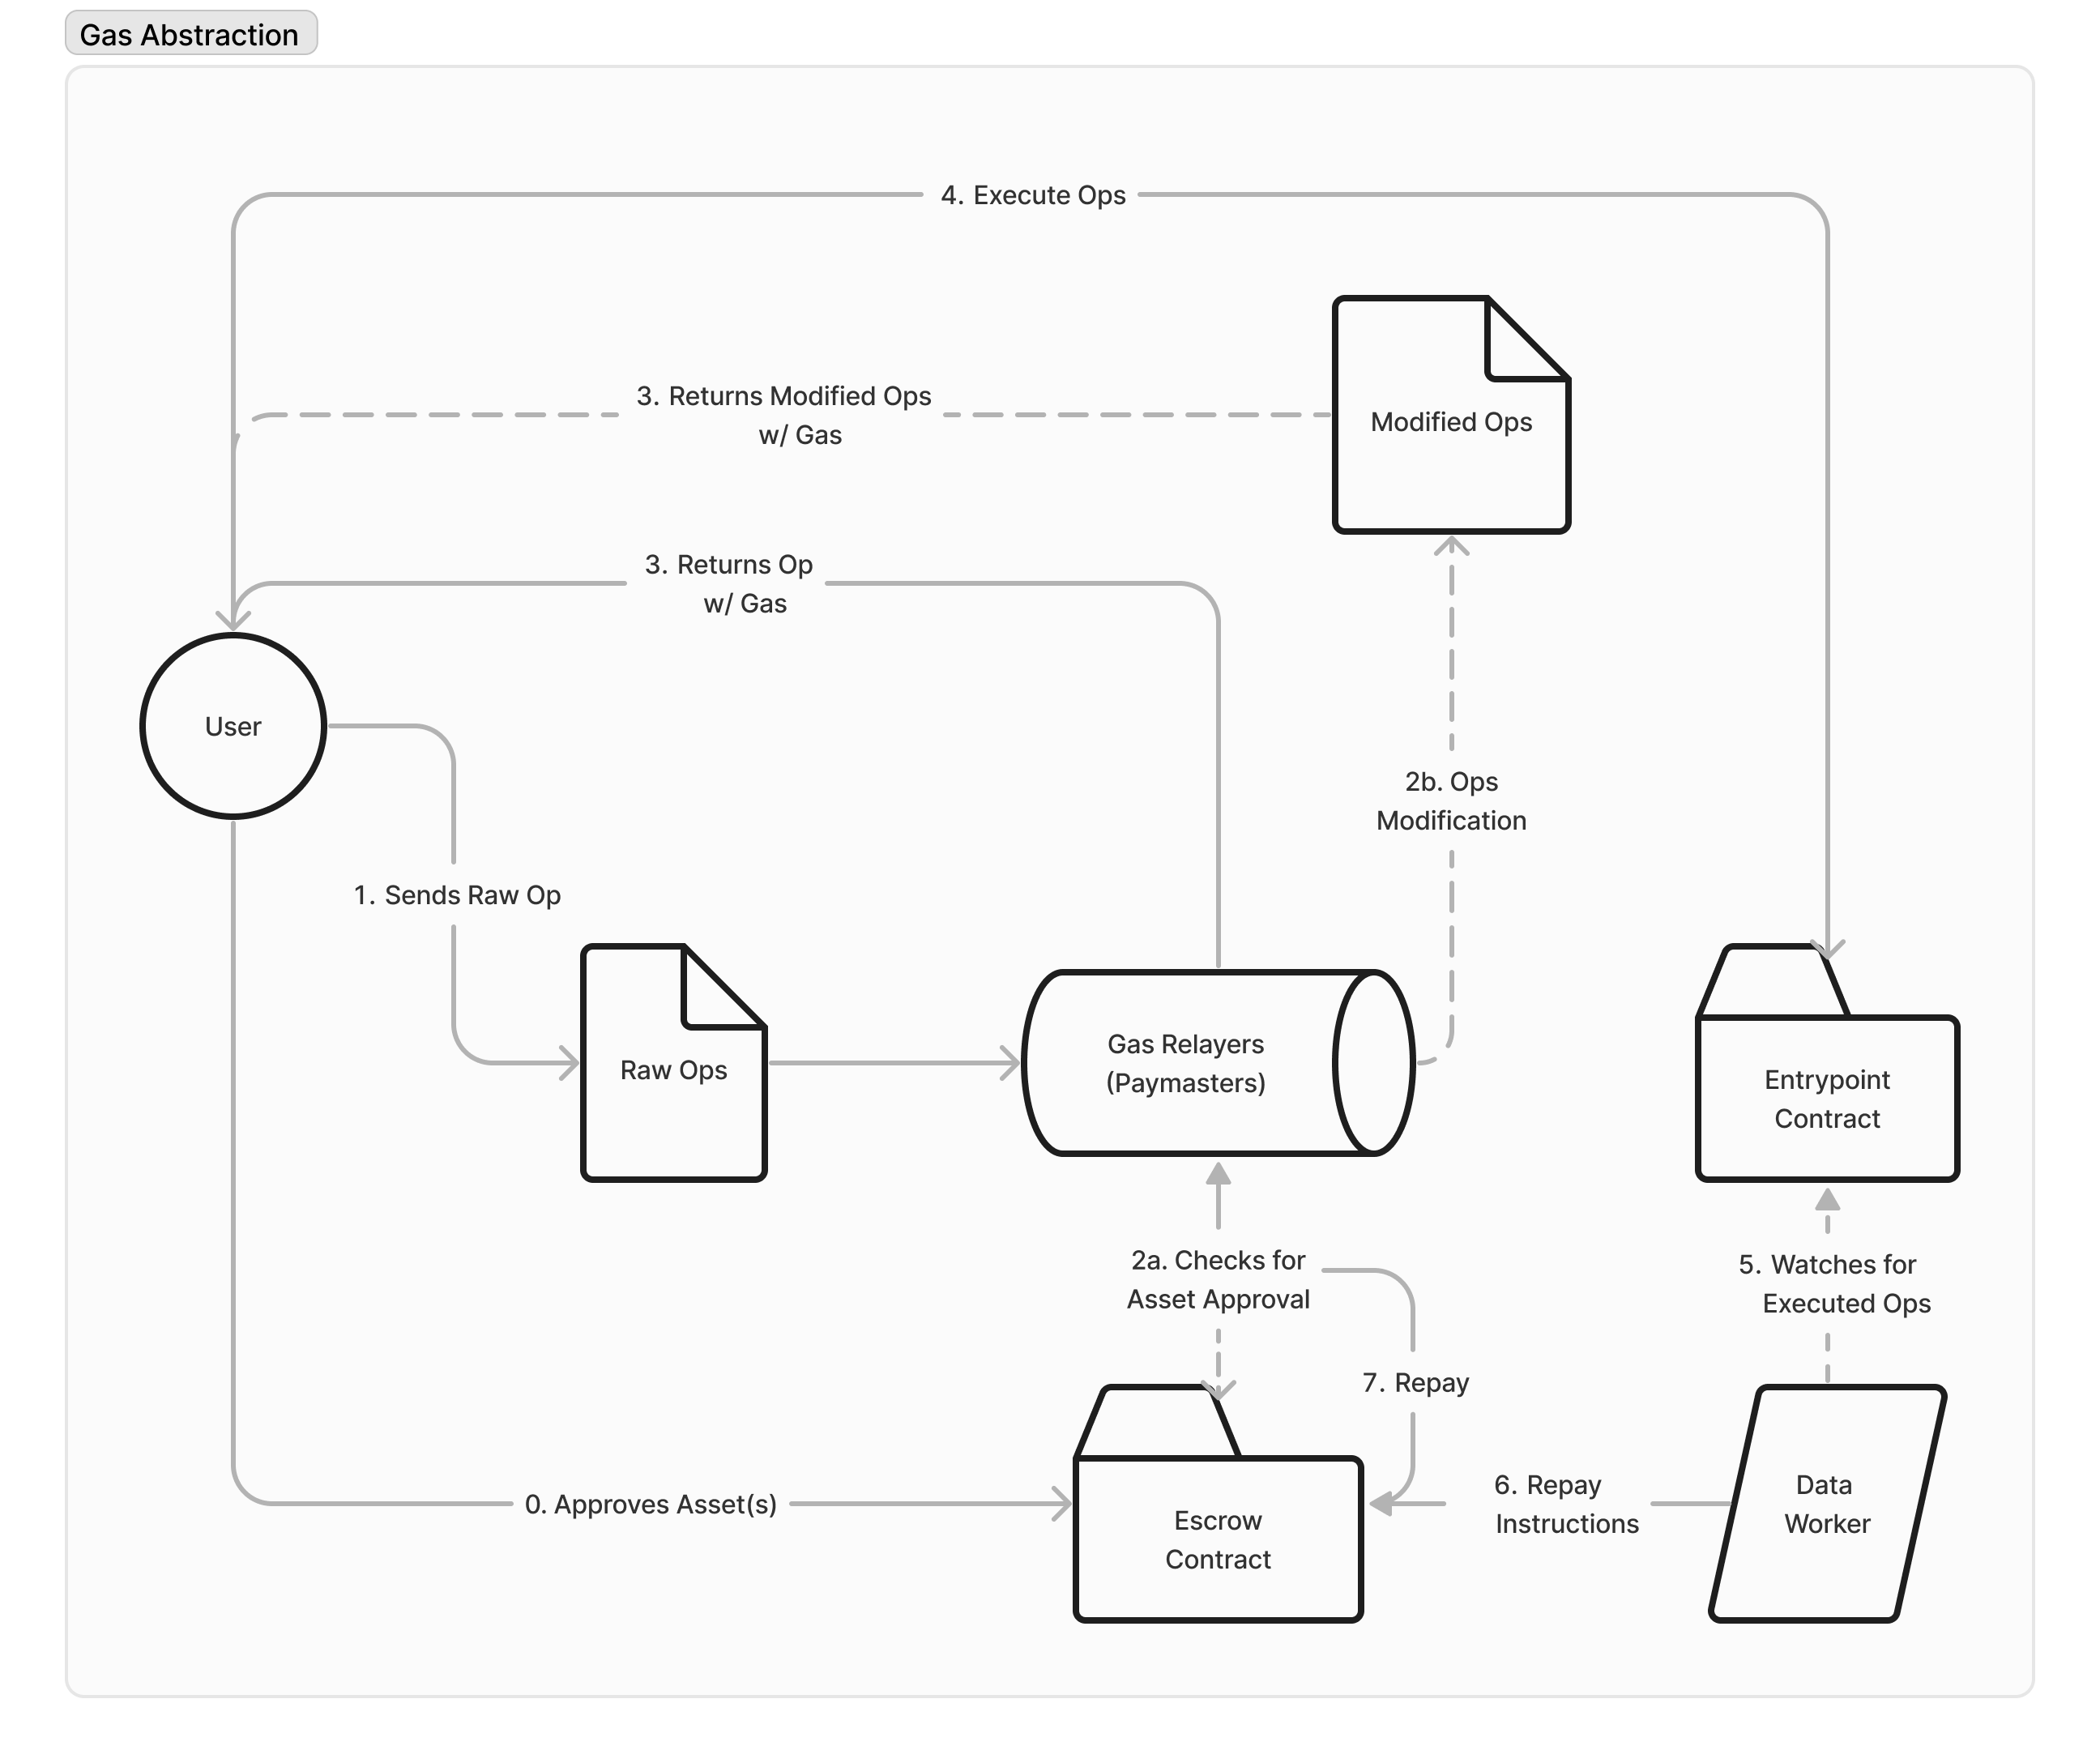 Gas Abstraction
4. Execute Ops
3. Returns Modified Ops
w/ Gas
Modified Ops
3. Returns Op
w/ Gas
User
2b. Ops
Modification
1. Sends Raw Op
Raw Ops
Gas Relayers
(Paymasters)
Entrypoint
Contract
2a. Checks for
Asset Approval
5. Watches for
Executed Ops
7. Repay
0. Approves Asset(s)
Escrow
Contract
6. Repay
Instructions
Data
Worker